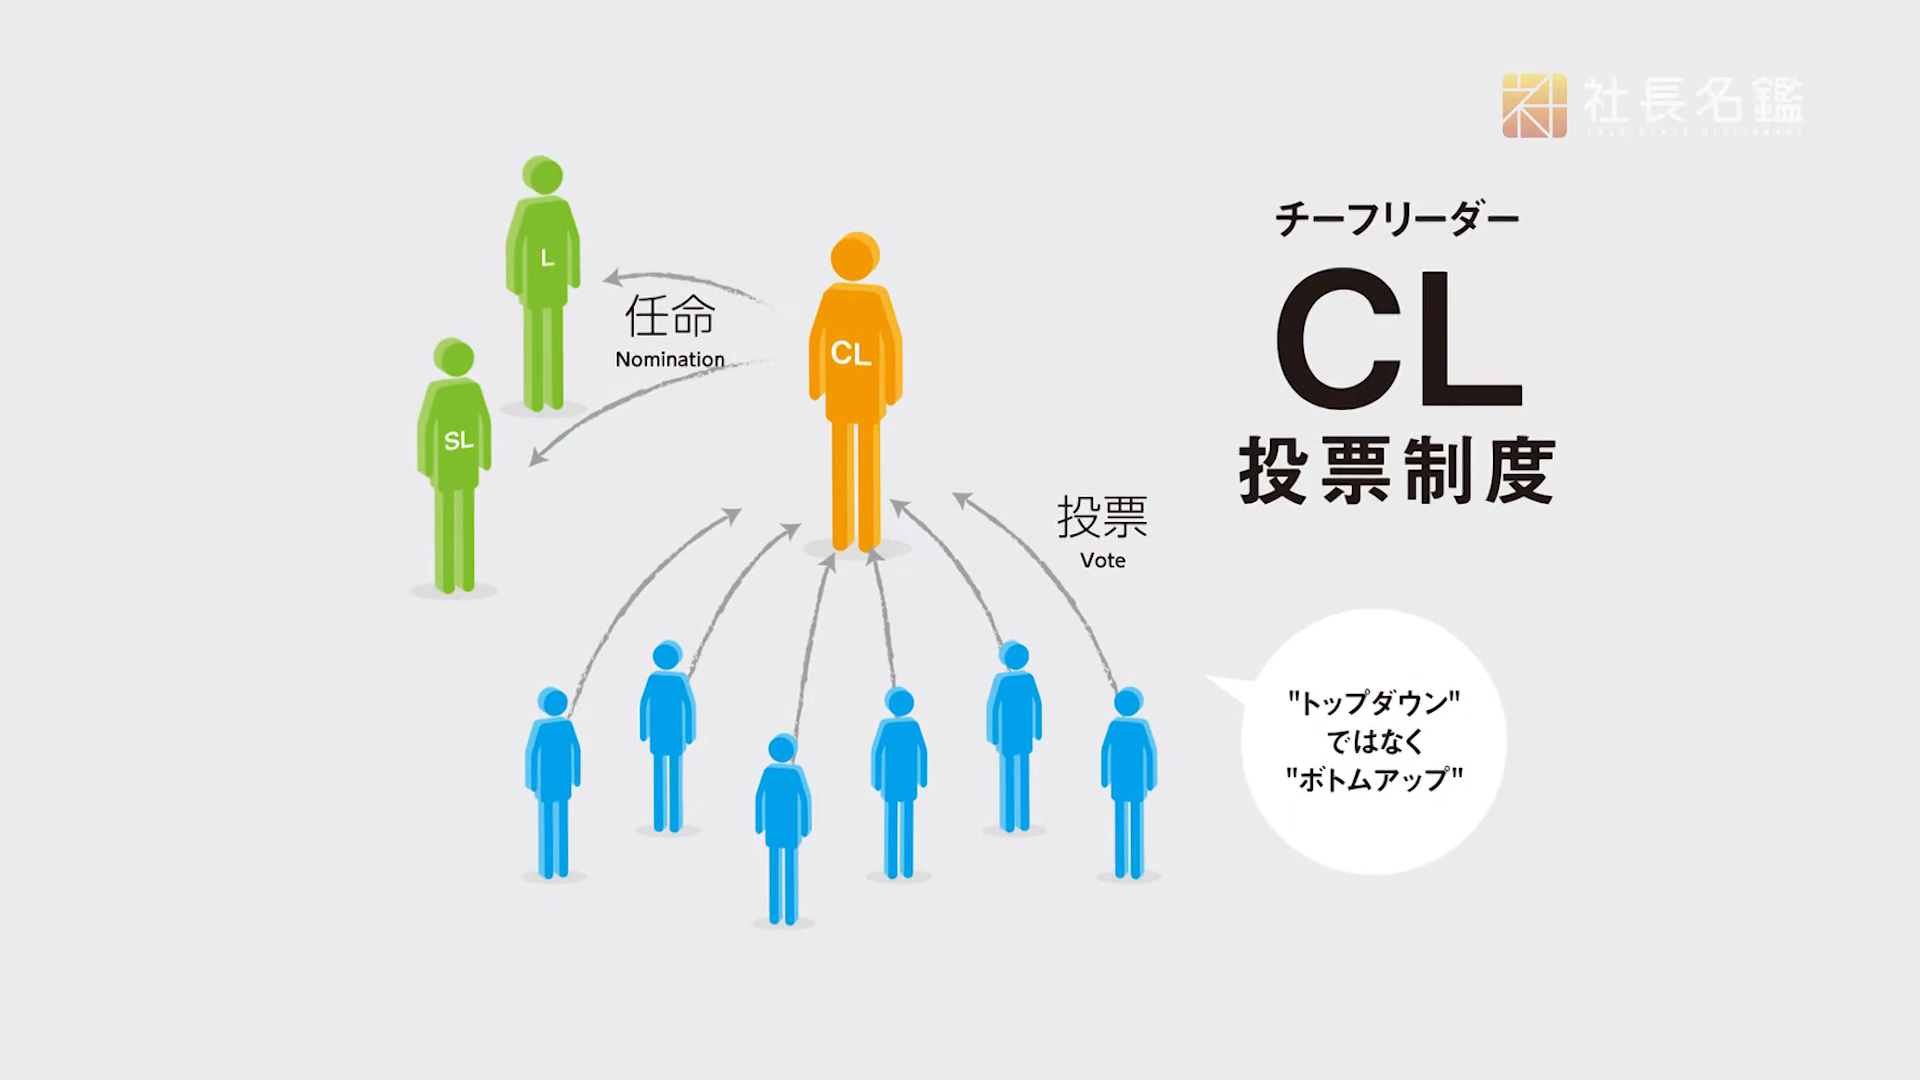 社長名鑑
チーフリーダー
CL
投票制度
L
任命
Nomination
CL
SL
投票
Vote
"トップダウン"
ではなく
"ボトムアップ"